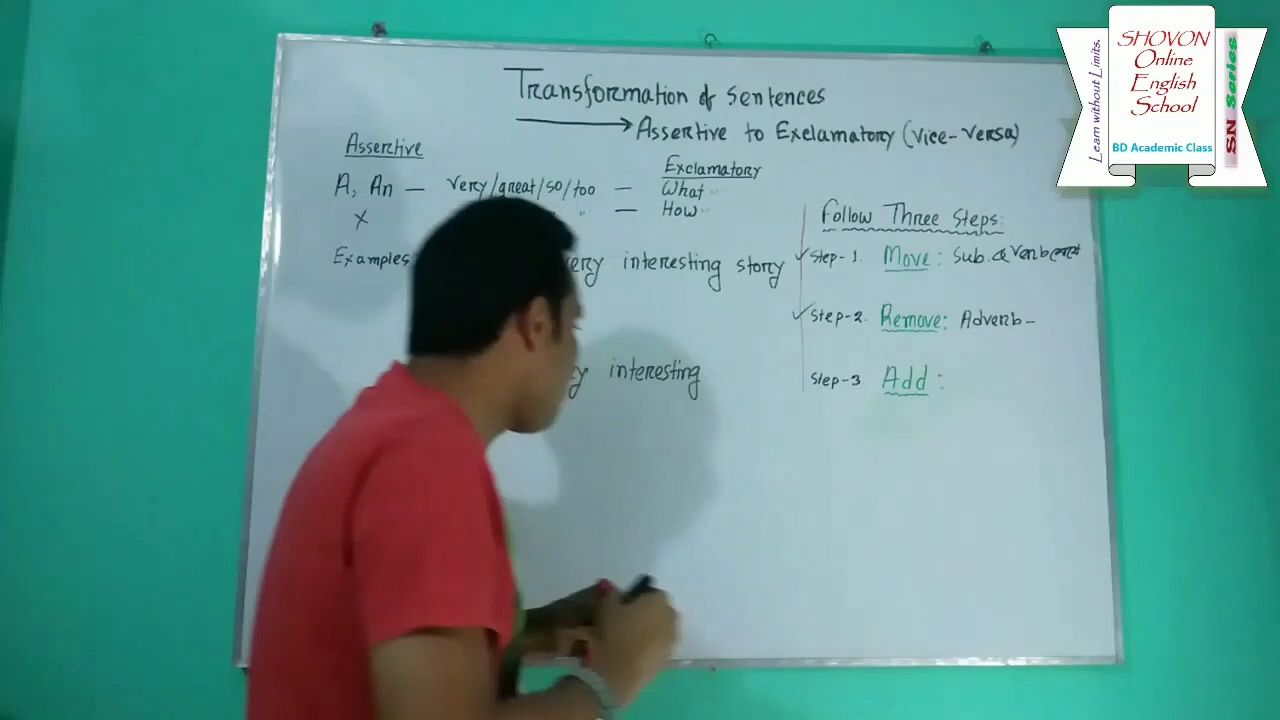 Transformation of Sentences
Assertive to Exclamatory (vice-versa)
Assertive
Exclamatory
A, An — very/great/so/too — What
x — How
Examples
very interesting story
interesting
Follow Three Steps:
Step-1. Move: Sub. & Verb
Step-2. Remove: Adverb -
Step-3 Add:
Learn without Limits.
SHOVON
Online
English
School
SN Series
BD Academic Class